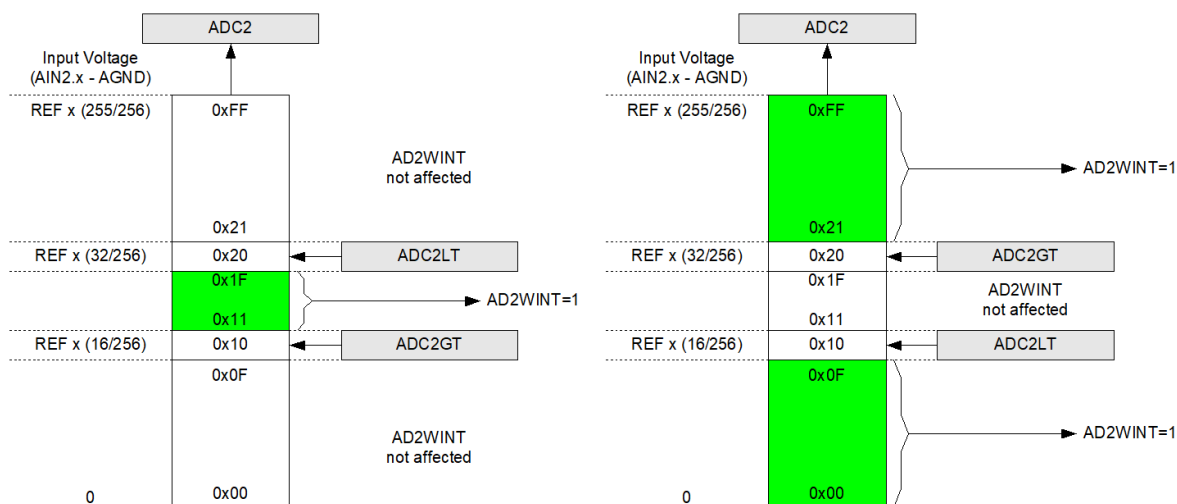 ADC2
Input Voltage
(AIN2.x - AGND)
REF x (255/256)
0xFF
AD2WINT
not affected
0x21
REF x (32/256)
0x20
ADC2LT
0x1F
AD2WINT=1
0x11
REF x (16/256)
0x10
ADC2GT
0x0F
AD2WINT
not affected
0
0x00
ADC2
Input Voltage
(AIN2.x - AGND)
REF x (255/256)
0xFF
AD2WINT=1
0x21
REF x (32/256)
0x20
ADC2GT
0x1F
AD2WINT
not affected
0x11
REF x (16/256)
0x10
ADC2LT
0x0F
AD2WINT=1
0
0x00